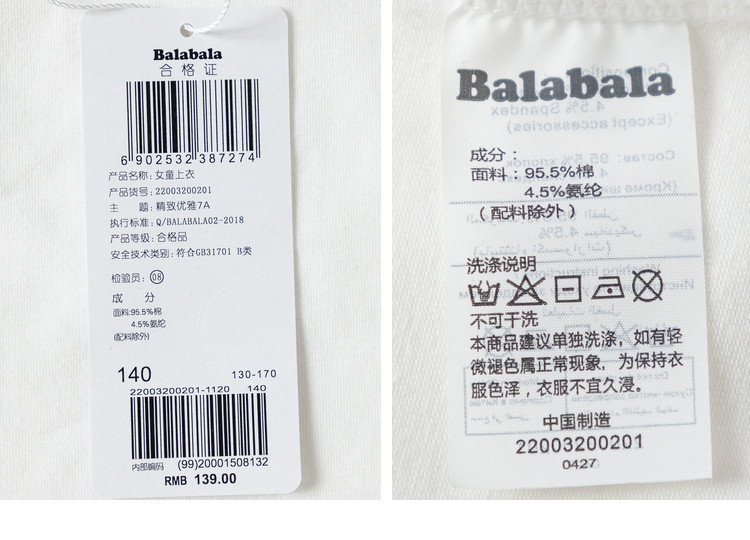 Balabala
合格证
6 902532 387274
产品名称: 女童上衣
产品货号: 22003200201
主 题: 精致优雅7A
执行标准: Q/BALABALA02-2018
产品等级: 合格品
安全技术类别: 符合GB31701 B类
检验员: 08
成 分
面料:95.5%棉
4.5%氨纶
(配料除外)
140 130-170
22003200201-1120 140
内部编码 (99)20001508132
RMB 139.00
Balabala
成分:
面料: 95.5%棉
4.5%氨纶
(配料除外)
洗涤说明
不可干洗
本商品建议单独洗涤, 如有轻
微褪色属正常现象, 为保持衣
服色泽, 衣服不宜久浸。
中国制造
22003200201
0427